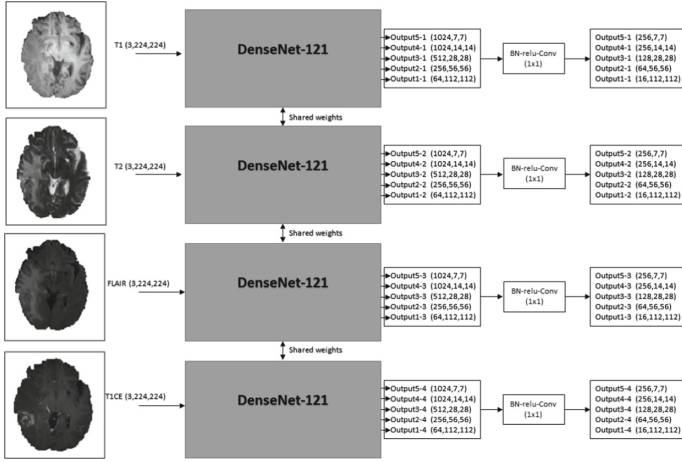 T1 (3,224,224)
DenseNet-121
Output5-1 (1024,7,7)
Output4-1 (1024,14,14)
Output3-1 (512,28,28)
Output2-1 (256,56,56)
Output1-1 (64,112,112)
BN-relu-Conv
(1x1)
Output5-1 (256,7,7)
Output4-1 (256,14,14)
Output3-1 (128,28,28)
Output2-1 (64,56,56)
Output1-1 (16,112,112)
Shared weights
T2 (3,224,224)
DenseNet-121
Output5-2 (1024,7,7)
Output4-2 (1024,14,14)
Output3-2 (512,28,28)
Output2-2 (256,56,56)
Output1-2 (64,112,112)
BN-relu-Conv
(1x1)
Output5-2 (256,7,7)
Output4-2 (256,14,14)
Output3-2 (128,28,28)
Output2-2 (64,56,56)
Output1-2 (16,112,112)
Shared weights
FLAIR (3,224,224)
DenseNet-121
Output5-3 (1024,7,7)
Output4-3 (1024,14,14)
Output3-3 (512,28,28)
Output2-3 (256,56,56)
Output1-3 (64,112,112)
BN-relu-Conv
(1x1)
Output5-3 (256,7,7)
Output4-3 (256,14,14)
Output3-3 (128,28,28)
Output2-3 (64,56,56)
Output1-3 (16,112,112)
Shared weights
T1CE (3,224,224)
DenseNet-121
Output5-4 (1024,7,7)
Output4-4 (1024,14,14)
Output3-4 (512,28,28)
Output2-4 (256,56,56)
Output1-4 (64,112,112)
BN-relu-Conv
(1x1)
Output5-4 (256,7,7)
Output4-4 (256,14,14)
Output3-4 (128,28,28)
Output2-4 (64,56,56)
Output1-4 (16,112,112)